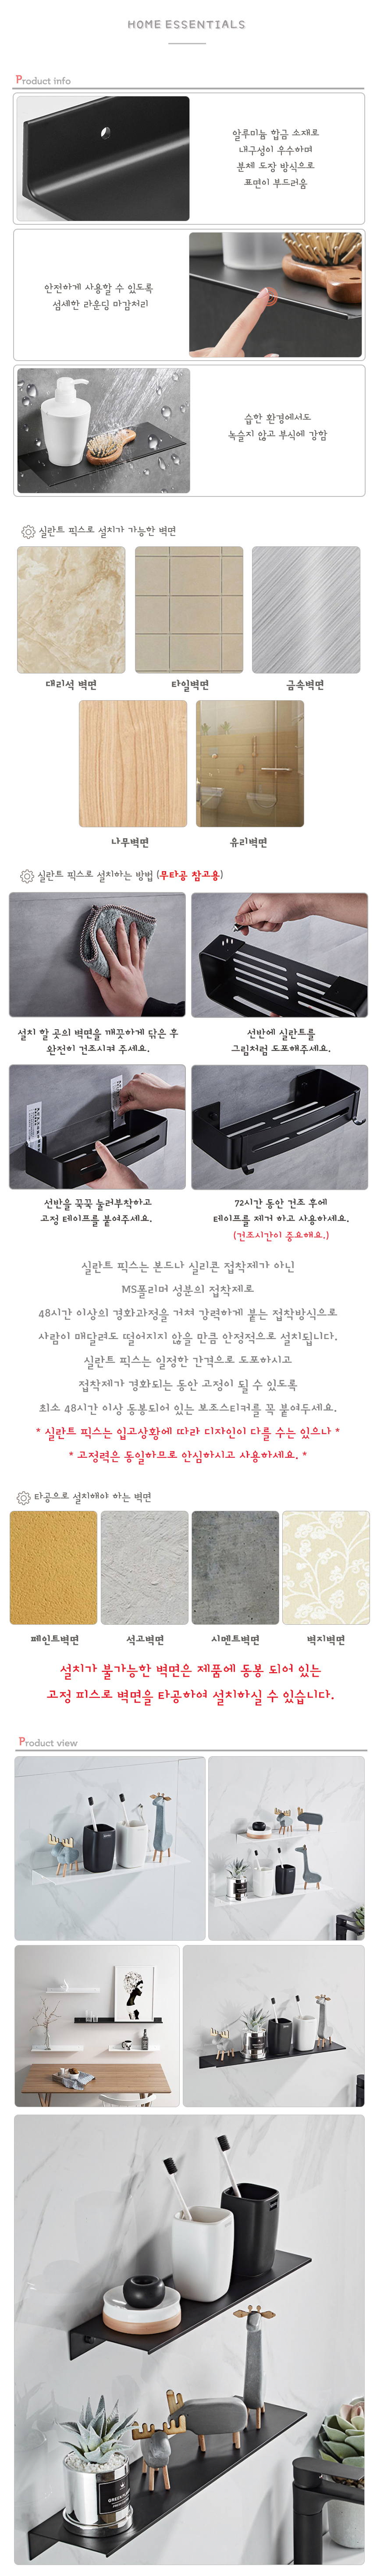 HOME ESSENTIALS
Product info
알루미늄 합금 소재로
내구성이 우수하며
분체 도장 방식으로
표면이 부드러움
안전하게 사용할 수 있도록
섬세한 라운딩 마감처리
습한 환경에서도
녹슬지 않고 부식에 강함
실란트 픽스로 설치가 가능한 벽면
대리석 벽면
타일벽면
금속벽면
나무벽면
유리벽면
실란트 픽스로 설치하는 방법 (무타공 참고용)
설치 할 곳의 벽면을 깨끗하게 닦은 후
완전히 건조시켜 주세요.
선반에 실란트를
그림처럼 도포해주세요.
선반을 꾹꾹 눌러부착하고
고정 테이프를 붙여주세요.
72시간 동안 건조 후에
테이프를 제거 하고 사용하세요.
(건조시간이 중요해요.)
실란트 픽스는 본드나 실리콘 접착제가 아닌
MS폴리머 성분의 접착제로
48시간 이상의 경화과정을 거쳐 강력하게 붙는 접착방식으로
사람이 매달려도 떨어지지 않을 만큼 안정적으로 설치됩니다.
실란트 픽스는 일정한 간격으로 도포하시고
접착제가 경화되는 동안 고정이 될 수 있도록
최소 48시간 이상 동봉되어 있는 보조스티커를 꼭 붙여두세요.
* 실란트 픽스는 입고상황에 따라 디자인이 다를 수는 있으나 *
* 고정력은 동일하므로 안심하시고 사용하세요. *
타공으로 설치해야 하는 벽면
페인트벽면
석고벽면
시멘트벽면
벽지벽면
설치가 불가능한 벽면은 제품에 동봉 되어 있는
고정 피스로 벽면을 타공하여 설치하실 수 있습니다.
Product view